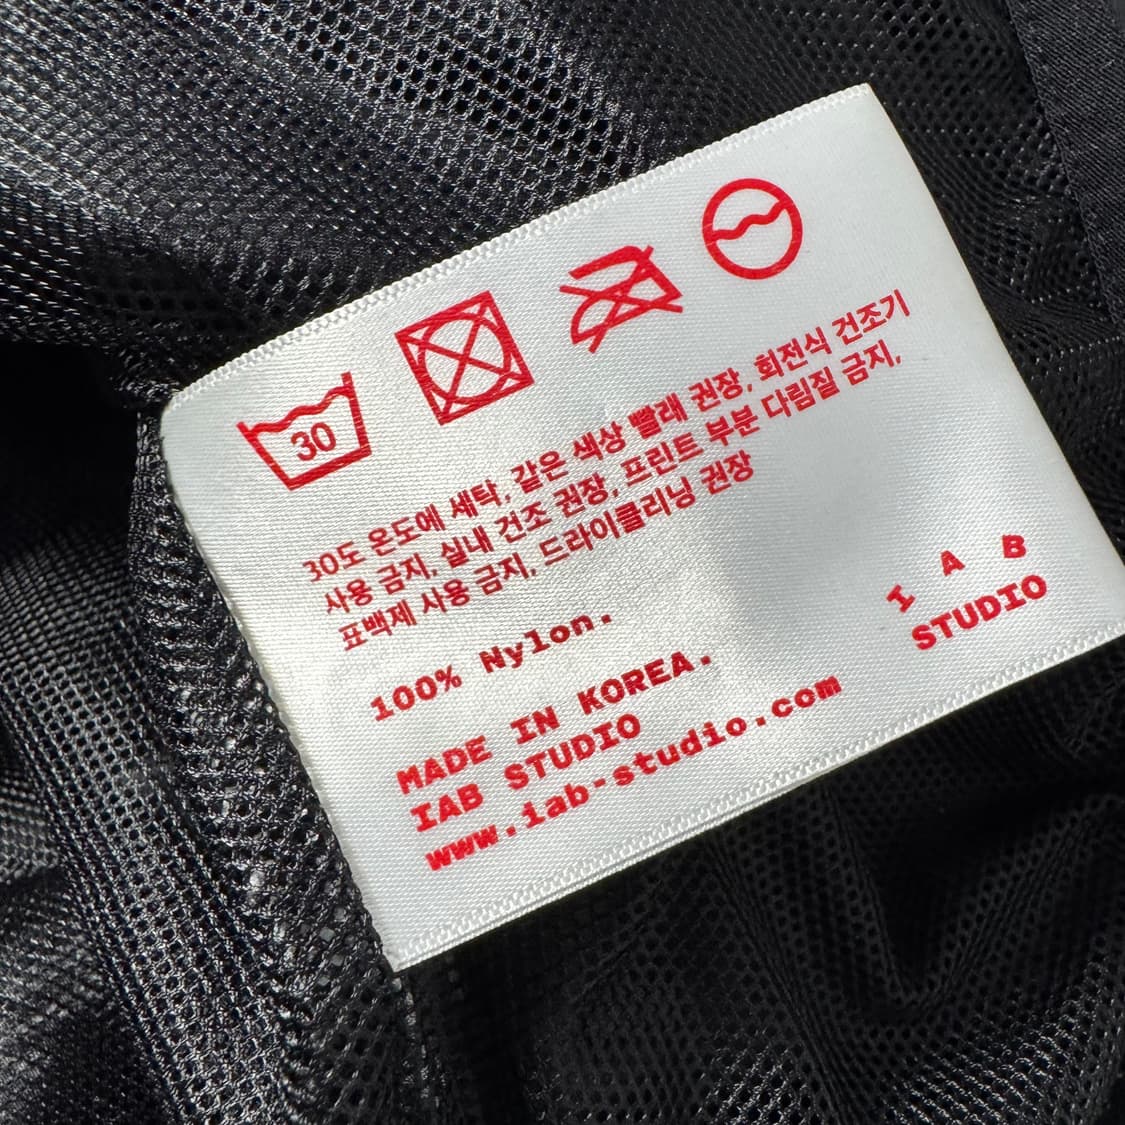 30
30도 온도에 세탁, 같은 색상 빨래 권장, 회전식 건조기
사용 금지, 실내 건조 권장, 프린트 부분 다림질 금지,
표백제 사용 금지, 드라이클리닝 권장
100% Nylon.
MADE IN KOREA.
IAB STUDIO
www.iab-studio.com
I A B
STUDIO